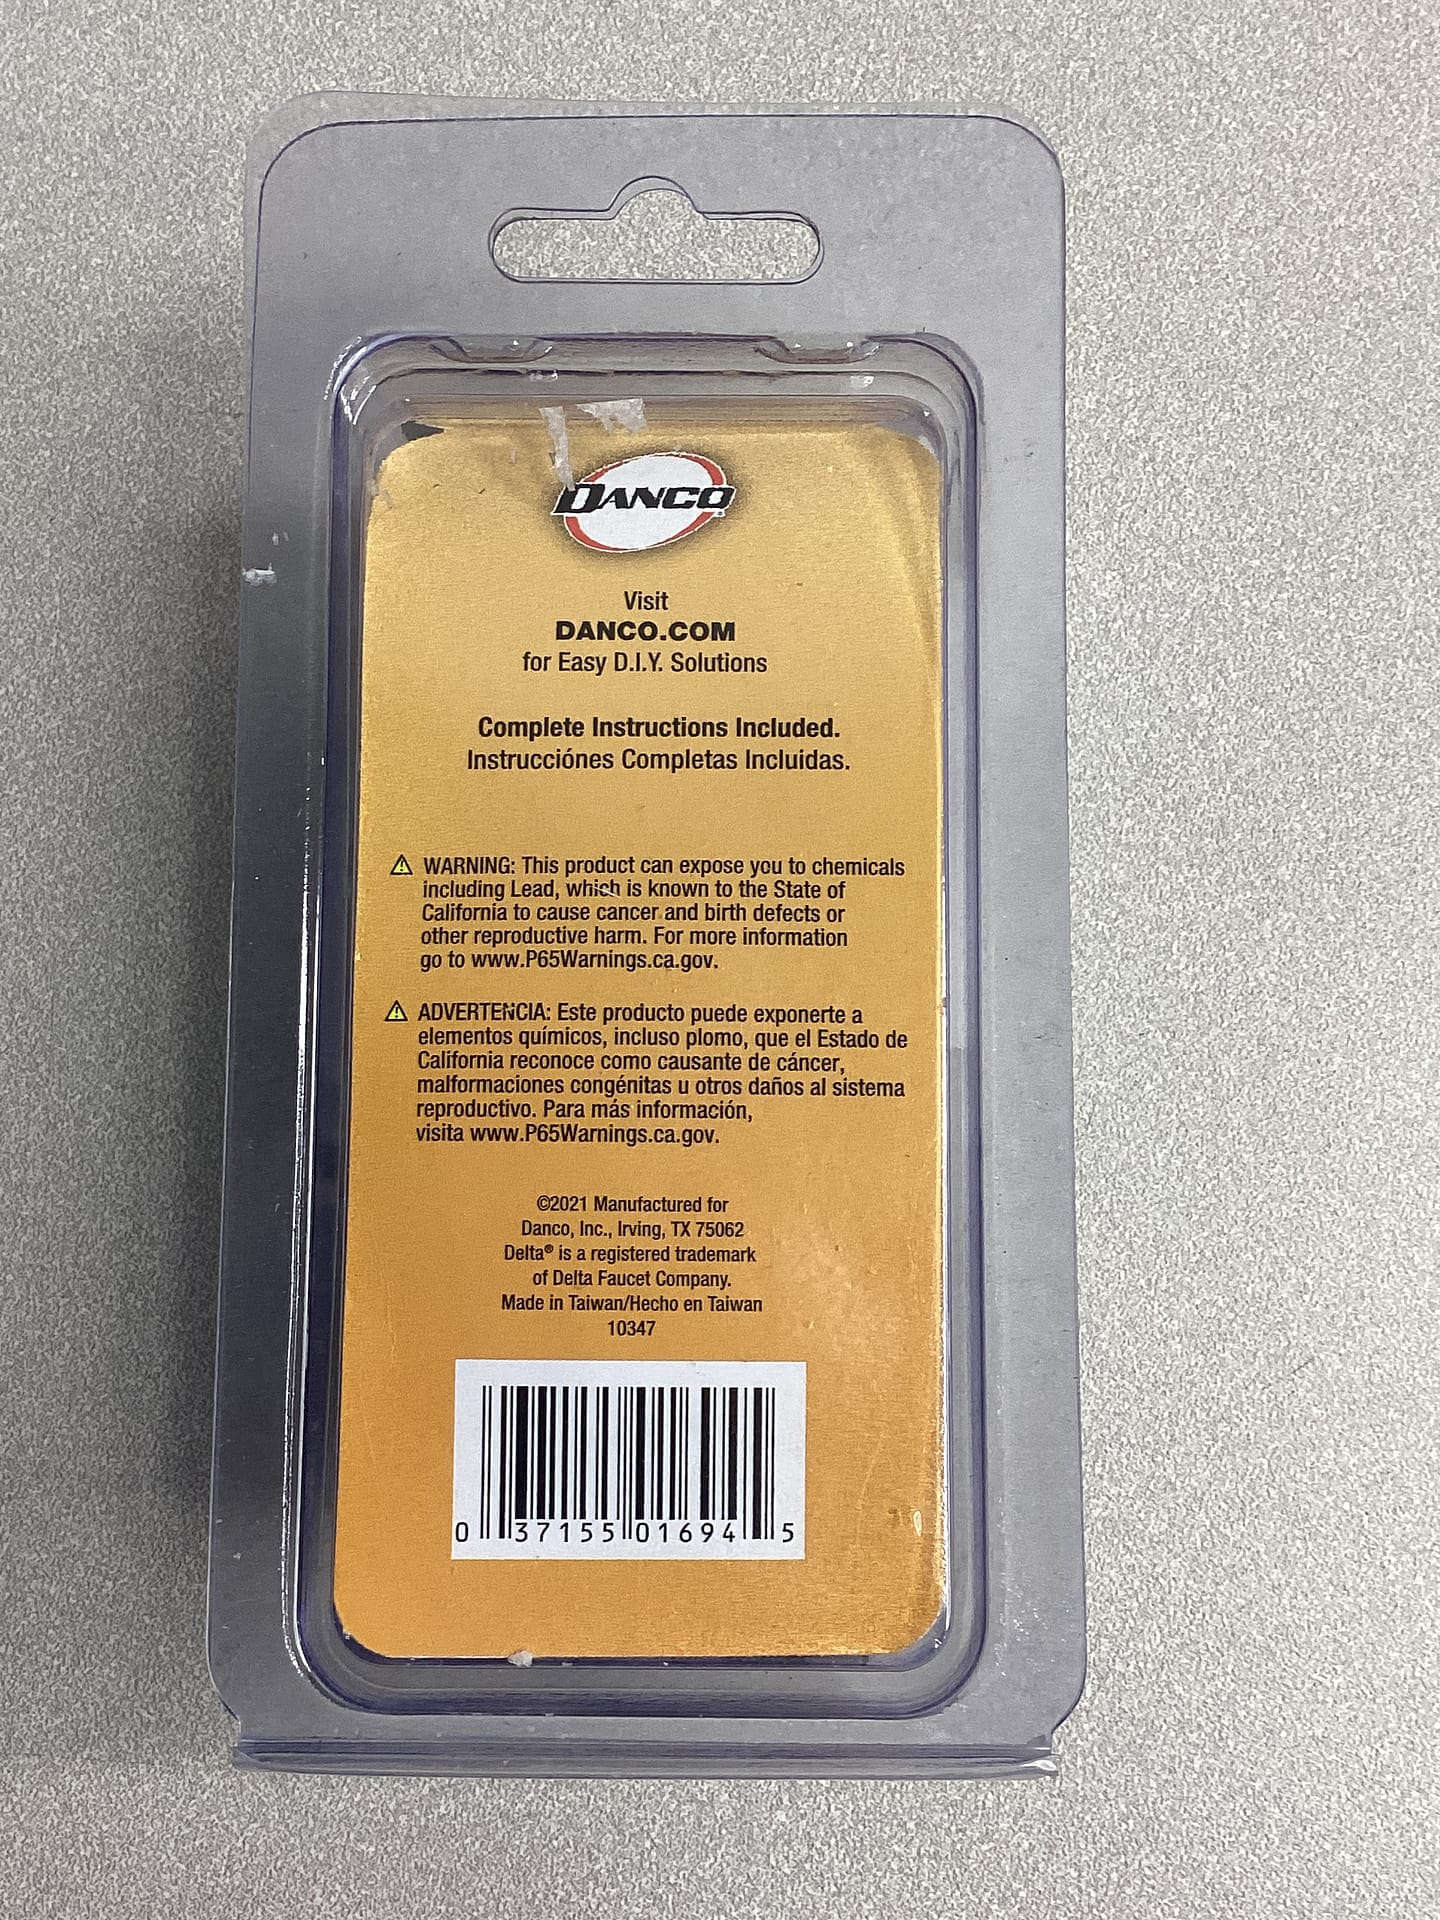 DANCO®
Visit
DANCO.COM
for Easy D.I.Y. Solutions
Complete Instructions Included.
Instrucciónes Completas Incluidas.
WARNING: This product can expose you to chemicals
including Lead, which is known to the State of
California to cause cancer and birth defects or
other reproductive harm. For more information
go to www.P65Warnings.ca.gov.
ADVERTENCIA: Este producto puede exponerte a
elementos químicos, incluso plomo, que el Estado de
California reconoce como causante de cáncer,
malformaciones congénitas u otros daños al sistema
reproductivo. Para más información,
visita www.P65Warnings.ca.gov.
©2021 Manufactured for
Danco, Inc., Irving, TX 75062
Delta® is a registered trademark
of Delta Faucet Company.
Made in Taiwan/Hecho en Taiwan
10347
0 37155 01694 5